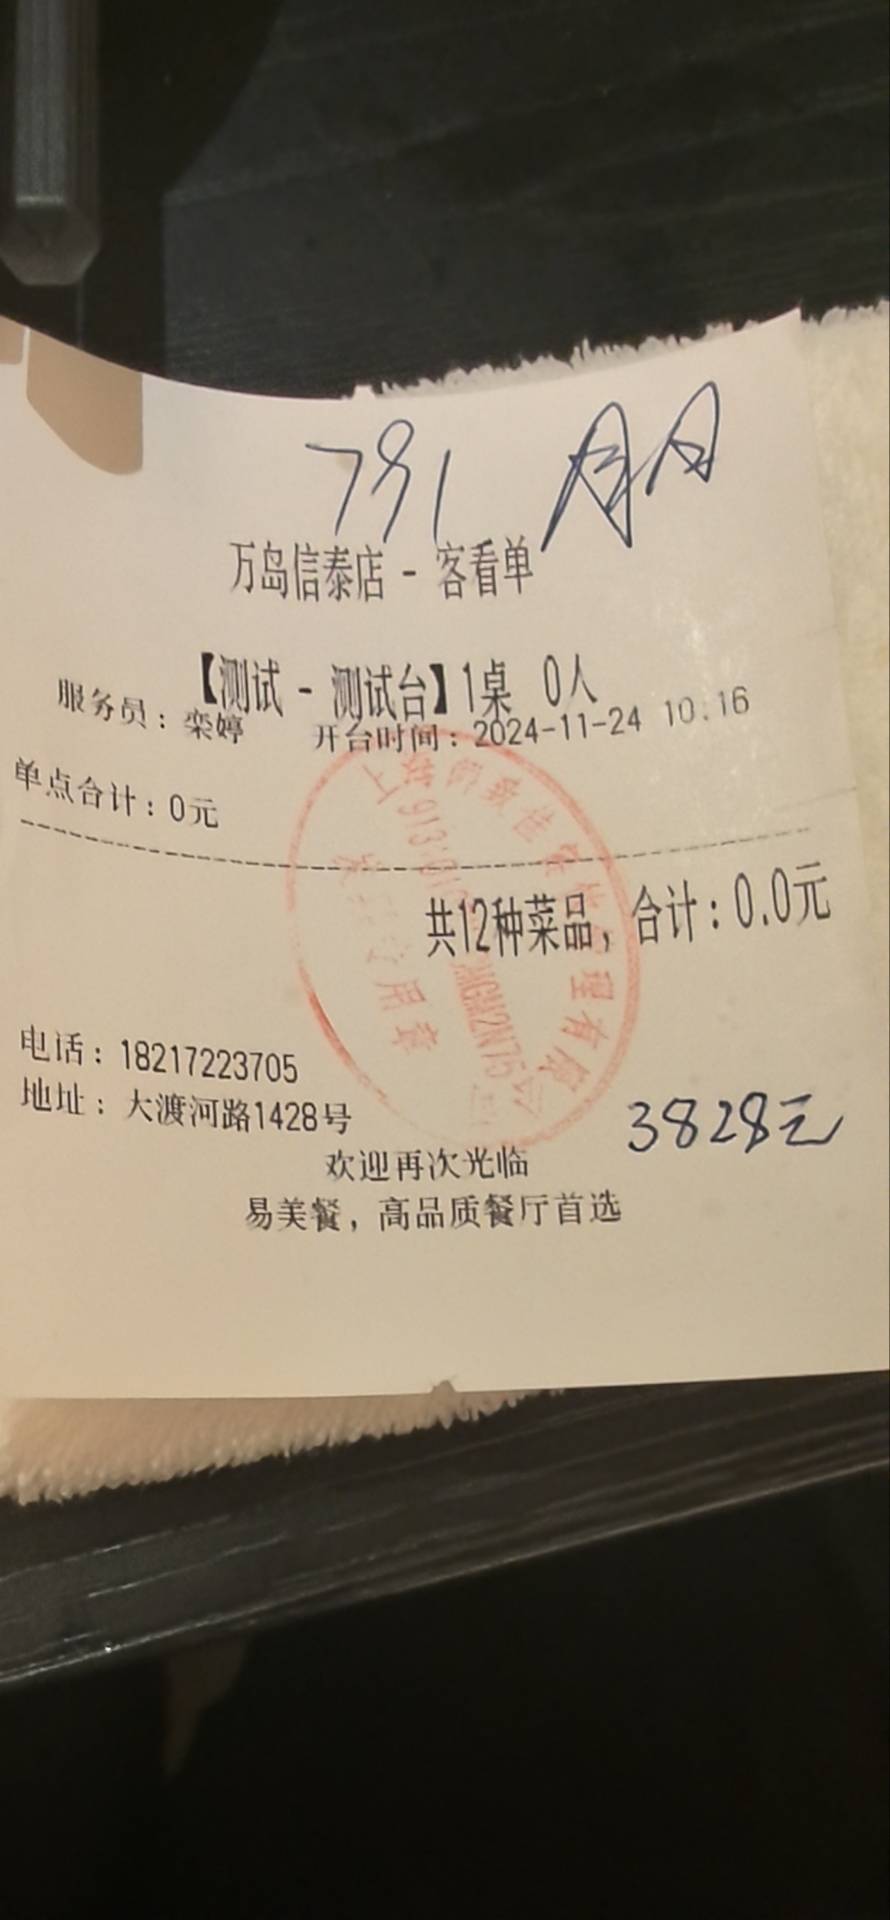 791 月月
万岛信泰店 - 客看单
【测试 - 测试台】1桌 0人
服务员：栾婷 开台时间：2024-11-24 10:16
单点合计：0元
共12种菜品，合计：0.0元
电话：18217223705
地址：大渡河路1428号
3828元
欢迎再次光临
易美餐，高品质餐厅首选